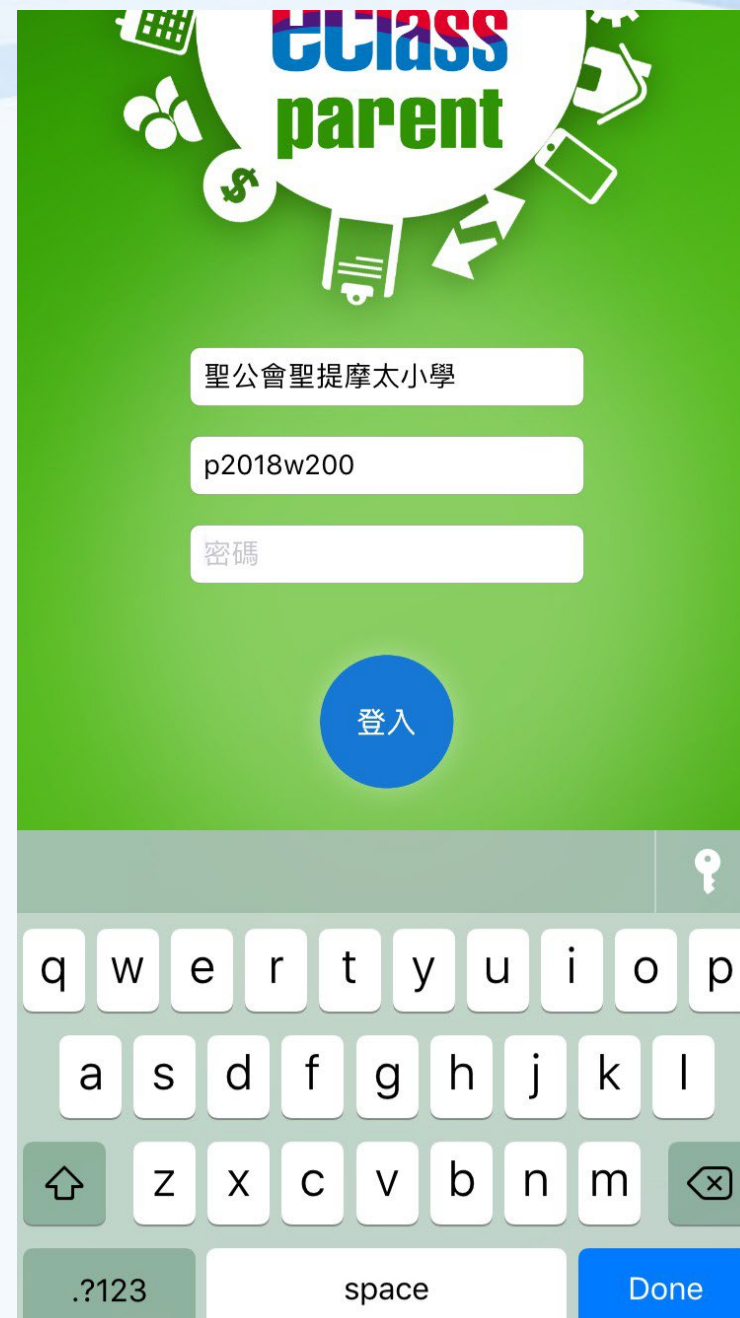 eClass
parent
聖公會聖提摩太小學
p2018w200
密碼
登入
q w e r t y u i o p
a s d f g h j k l
z x c v b n m
.?123 space Done